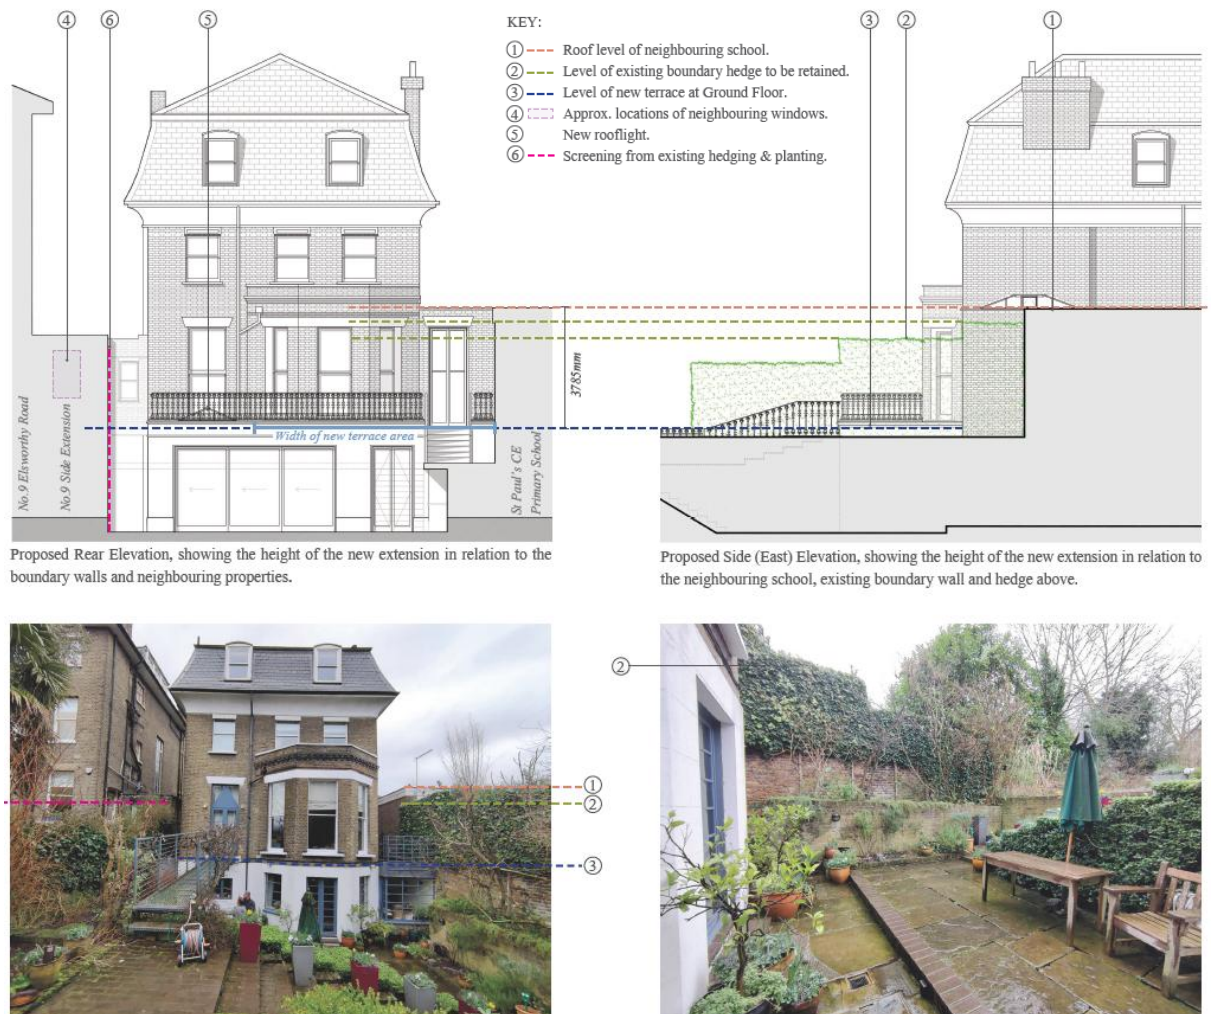 ④ ⑥ ⑤
KEY:
① Roof level of neighbouring school.
② Level of existing boundary hedge to be retained.
③ Level of new terrace at Ground Floor.
④ Approx. locations of neighbouring windows.
⑤ New rooflight.
⑥ Screening from existing hedging & planting.
③ ② ①
3785mm
②
③
Width of new terrace area
No.9 Elsworthy Road
No.9 Side Extension
St Paul's CE
Primary School
Proposed Rear Elevation, showing the height of the new extension in relation to the
boundary walls and neighbouring properties.
Proposed Side (East) Elevation, showing the height of the new extension in relation to
the neighbouring school, existing boundary wall and hedge above.
①
②
③
②